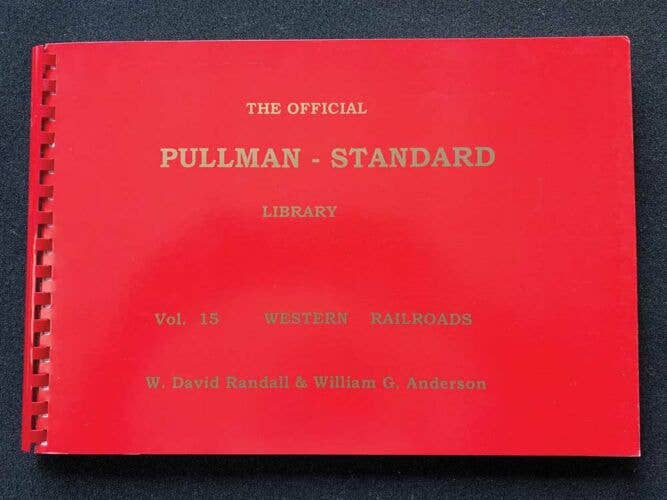 THE OFFICIAL
PULLMAN - STANDARD
LIBRARY
Vol. 15 WESTERN RAILROADS
W. David Randall & William G. Anderson